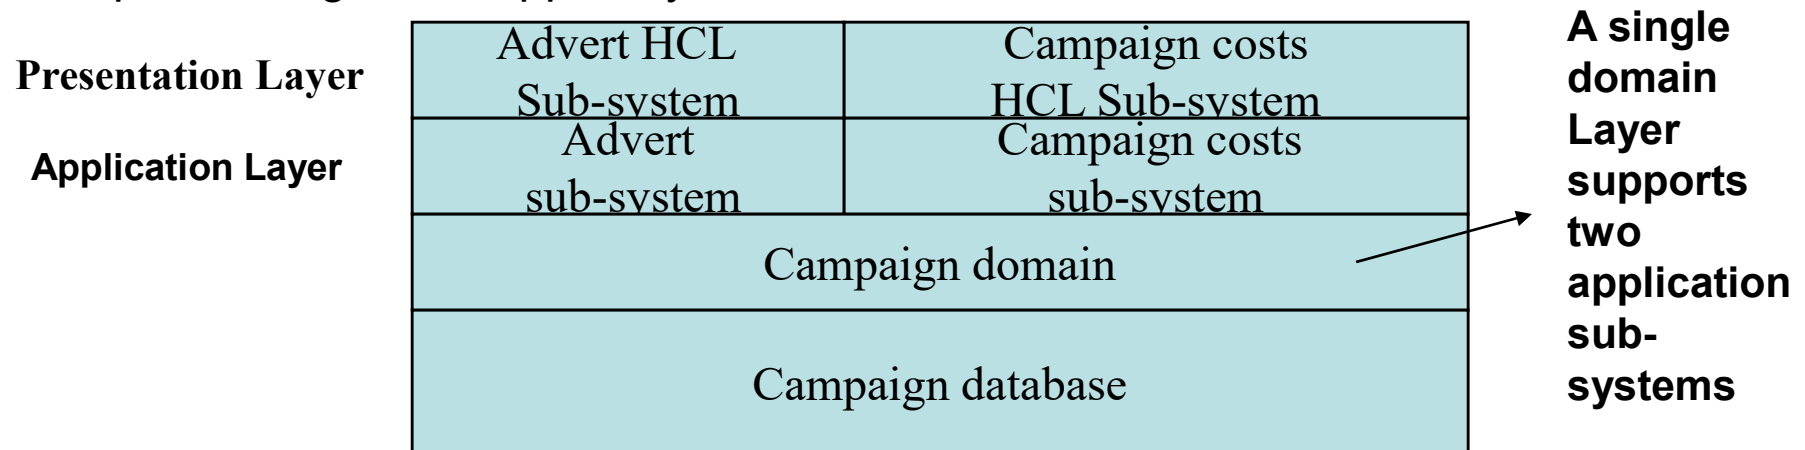 Presentation Layer
Application Layer
Advert HCL
Sub-system
Campaign costs
HCL Sub-system
Advert
sub-system
Campaign costs
sub-system
Campaign domain
Campaign database
A single
domain
Layer
supports
two
application
sub-
systems